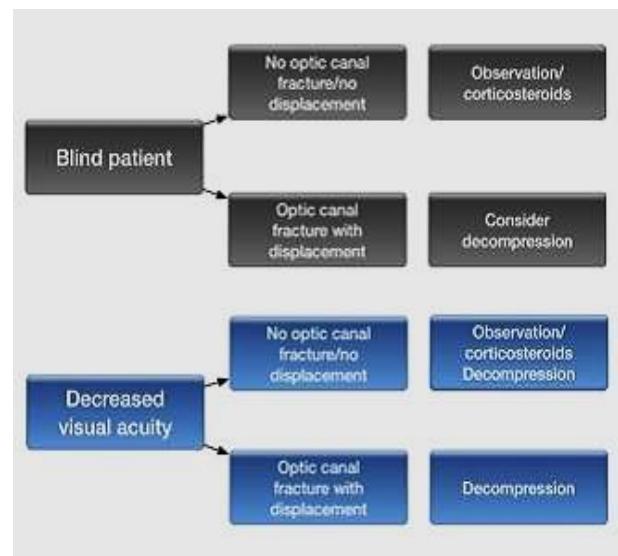 No optic canal
fracture/no
displacement
Observation/
corticosteroids
Blind patient
Optic canal
fracture with
displacement
Consider
decompression
No optic canal
fracture/no
displacement
Observation/
corticosteroids
Decompression
Decreased
visual acuity
Optic canal
fracture with
displacement
Decompression